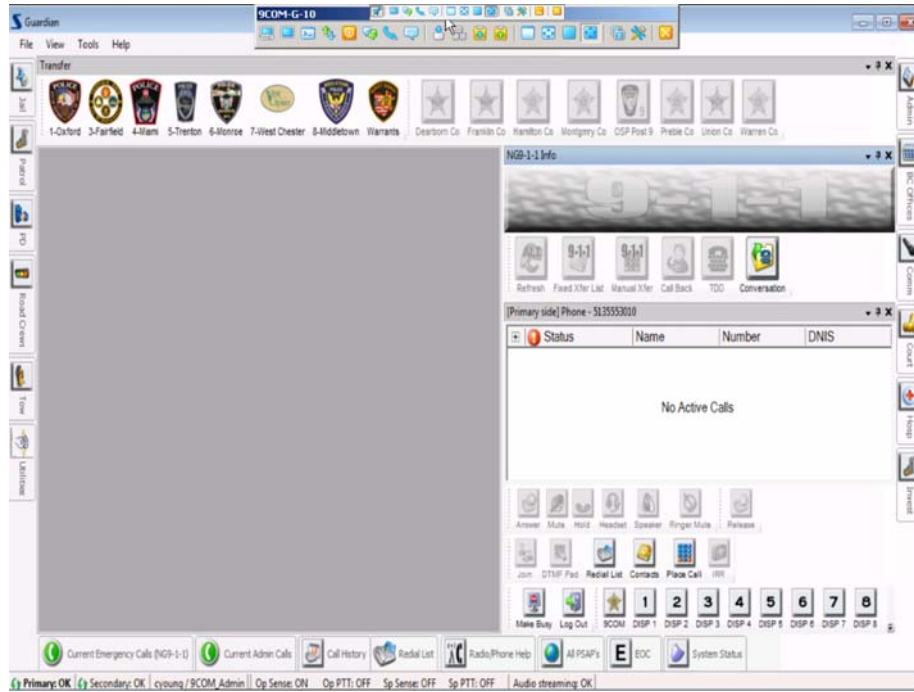 9COM-G-10
Guardian
File View Tools Help
Transfer
1-Oxford 3-Fairfield 4-Miami 5-Trenton 6-Monroe 7-West Chester 8-Middletown Warrants Dearborn Co Franklin Co Hamilton Co Montgmry Co OSP Post 9 Preble Co Union Co Warren Co
Jail
Patrol
PD
Road Crews
Tow
Utilities
NG9-1-1 Info
9-1-1
Refresh Fixed Xfer List Manual Xfer Call Back TDD Conversation
[Primary side] Phone - 5135553010
Status Name Number DNIS
No Active Calls
Answer Mute Hold Headset Speaker Ringer Mute Release
Join DTMF Pad Redial List Contacts Place Call IRR
1 2 3 4 5 6 7 8
Make Busy Log Out 9COM DISP 1 DISP 2 DISP 3 DISP 4 DISP 5 DISP 6 DISP 7 DISP 8
Admin
BC Offices
Comm
Court
Hosp
Invest
Current Emergency Calls (NG9-1-1) Current Admin Calls Call History Redial List Radio/Phone Help All PSAP's E EOC System Status
Primary: OK Secondary: OK cyoung / 9COM_Admin Op Sense: ON Op PTT: OFF Sp Sense: OFF Sp PTT: OFF Audio streaming: OK